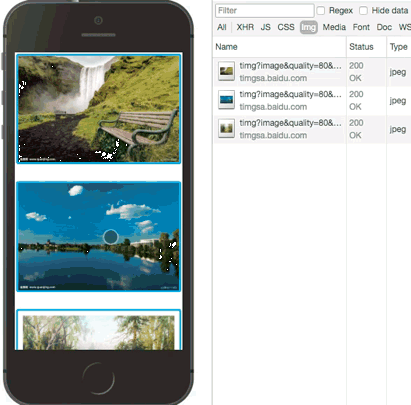 Filter
Regex
Hide data
All
XHR
JS
CSS
Img
Media
Font
Doc
WS
Name
Status
Type
timg?image&quality=80&...
200
jpeg
timgsa.baidu.com
OK
timg?image&quality=80&...
200
jpeg
timgsa.baidu.com
OK
timg?image&quality=80&...
200
jpeg
timgsa.baidu.com
OK